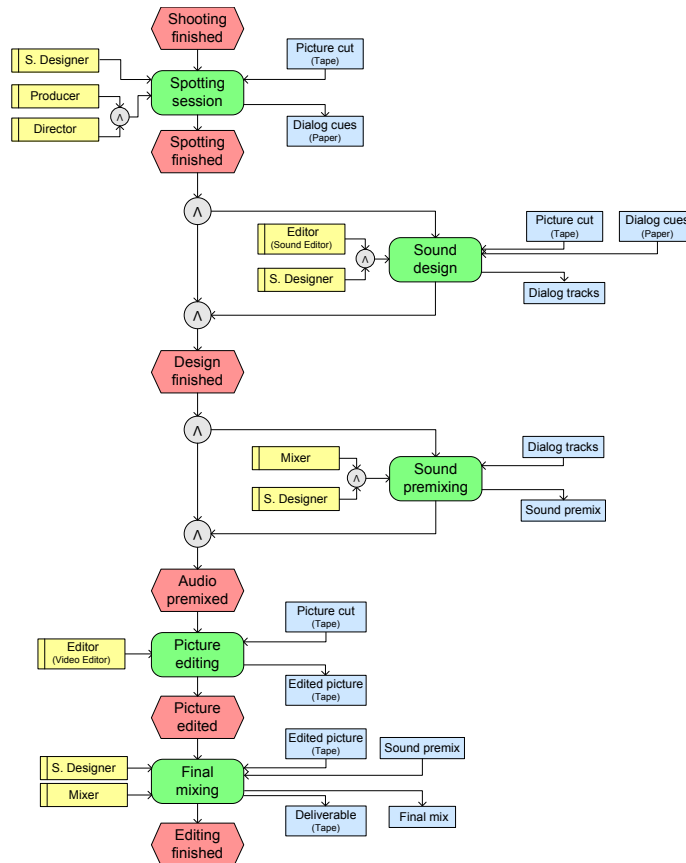 Shooting
finished
S. Designer
Picture cut
(Tape)
Producer
Spotting
session
Director
Dialog cues
(Paper)
Spotting
finished
Editor
(Sound Editor)
Picture cut
(Tape)
Dialog cues
(Paper)
Sound
design
S. Designer
Dialog tracks
Design
finished
Mixer
Dialog tracks
Sound
premixing
S. Designer
Sound premix
Audio
premixed
Picture cut
(Tape)
Editor
(Video Editor)
Picture
editing
Edited picture
(Tape)
Picture
edited
Edited picture
(Tape)
Sound premix
S. Designer
Final
mixing
Mixer
Deliverable
(Tape)
Final mix
Editing
finished